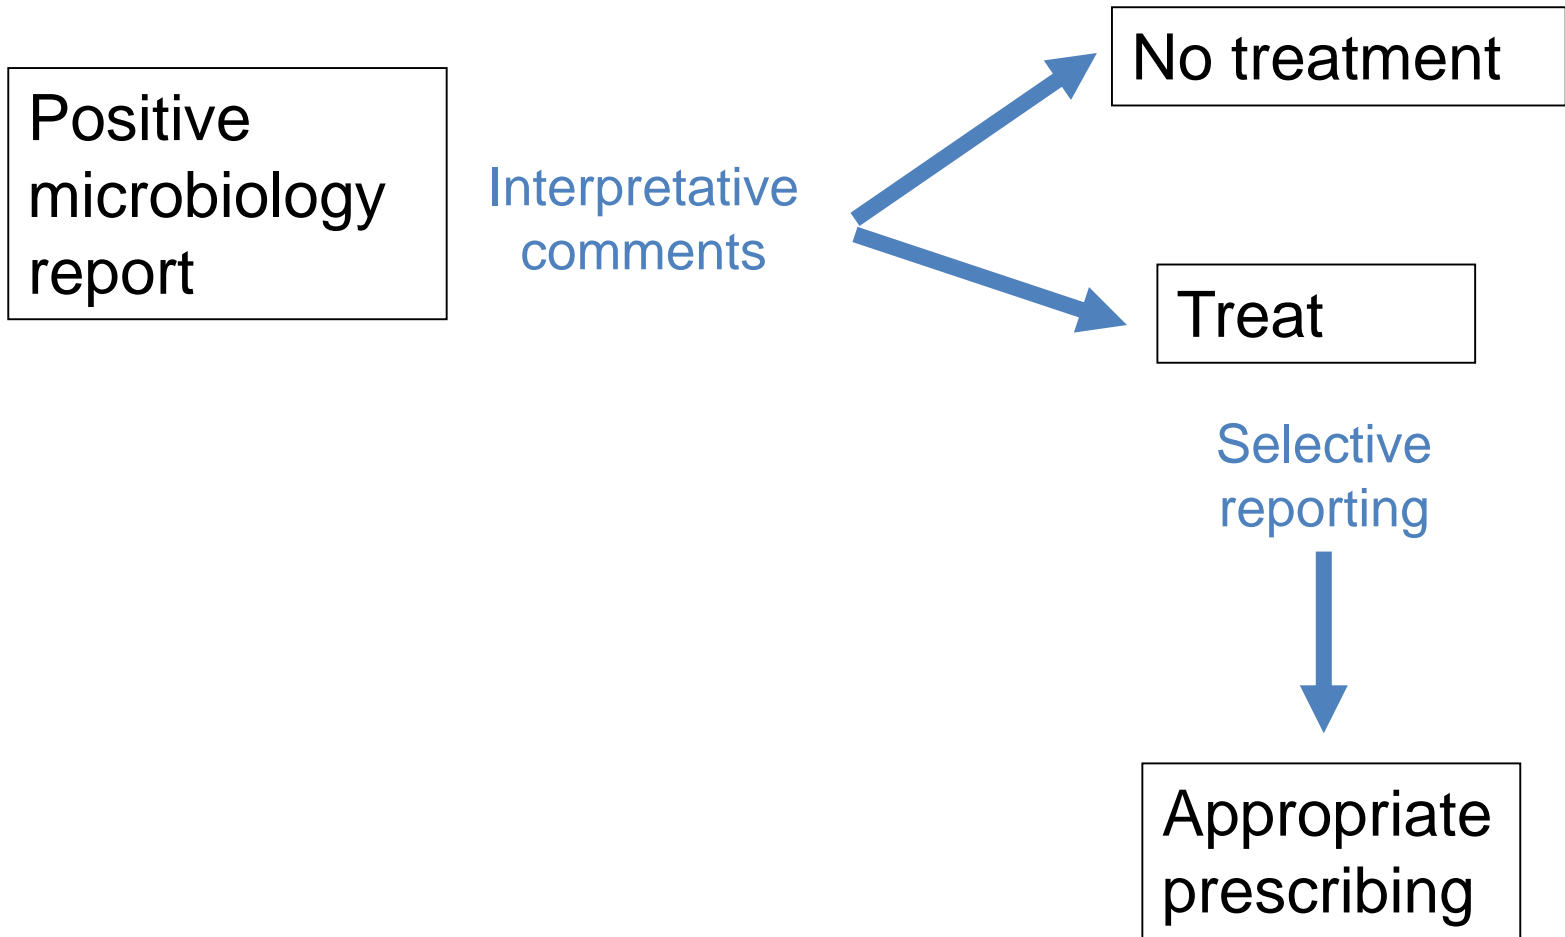 Positive
microbiology
report
Interpretative
comments
No treatment
Treat
Selective
reporting
Appropriate
prescribing